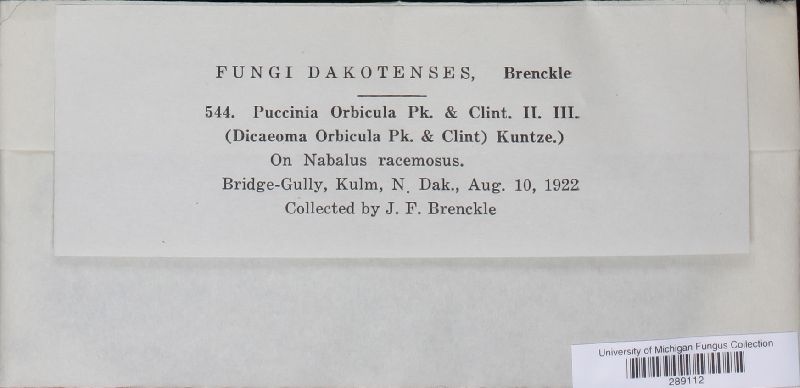 FUNGI DAKOTENSES, Brenckle
544. Puccinia Orbicula Pk. & Clint. II. III.
(Dicaeoma Orbicula Pk. & Clint) Kuntze.)
On Nabalus racemosus.
Bridge-Gully, Kulm, N. Dak., Aug. 10, 1922
Collected by J. F. Brenckle
University of Michigan Fungus Collection
289112